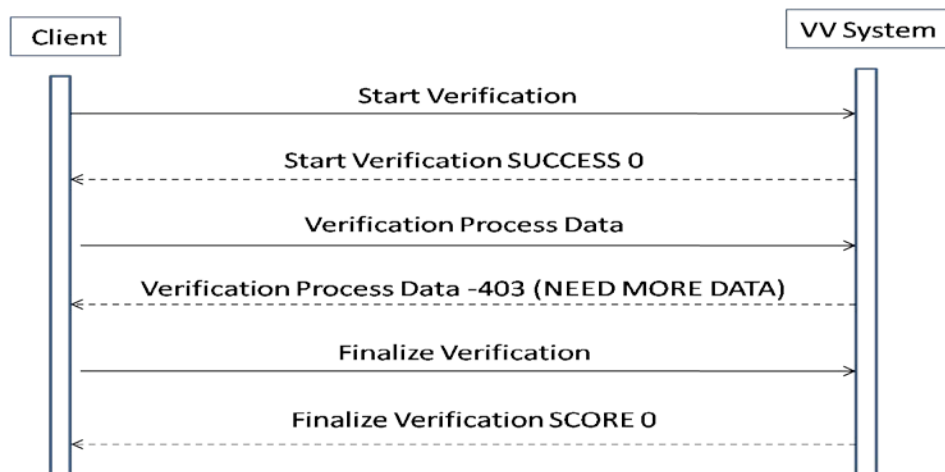 Client
VV System
Start Verification
Start Verification SUCCESS 0
Verification Process Data
Verification Process Data -403 (NEED MORE DATA)
Finalize Verification
Finalize Verification SCORE 0